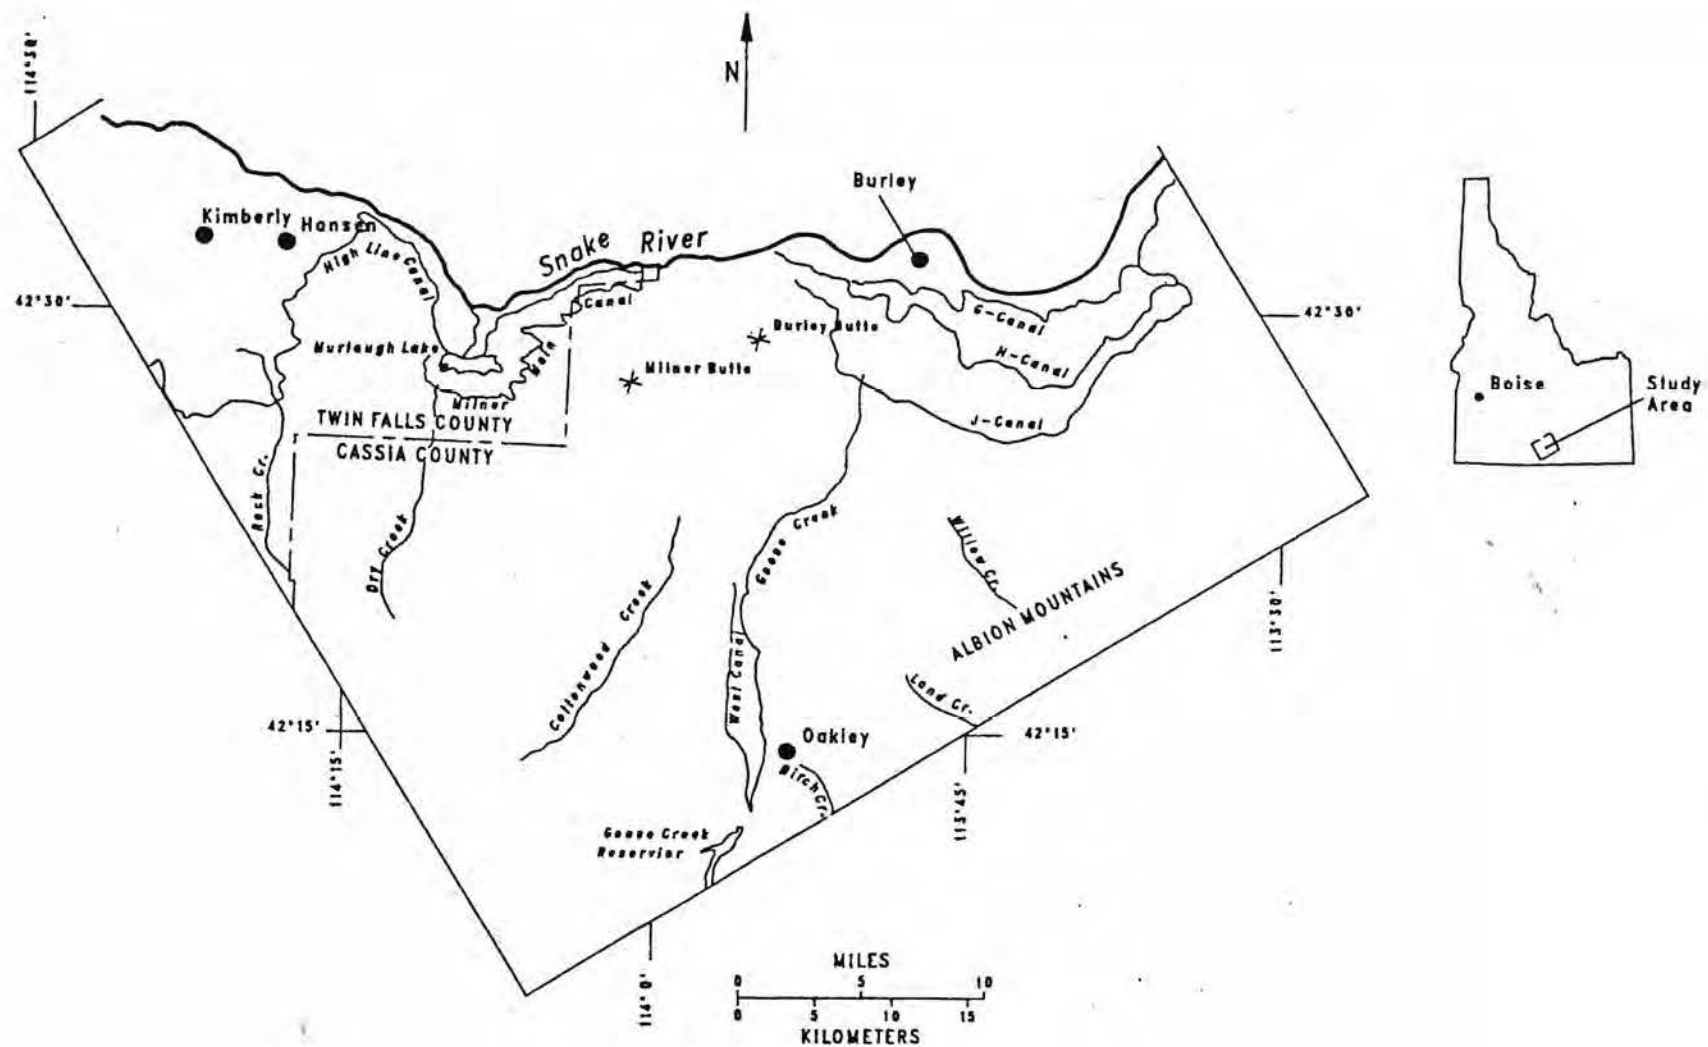 N
114°30'
Burley
Kimberly
Hansen
Snake River
High Line Canal
42°30'
Canal
G-Canal
42°30'
Burley Butte
Murtaugh Lake
Main
H-Canal
Milner Butte
Boise
Study
Area
Milner
TWIN FALLS COUNTY
J-Canal
CASSIA COUNTY
Rock Cr.
Dry Creek
Goose Creek
Willow Cr.
Cottonwood Creek
ALBION MOUNTAINS
113°30'
West Canal
Land Cr.
42°15'
42°15'
Oakley
114°15'
Birch Cr.
113°45'
Goose Creek
Reservior
114°0'
MILES
0 5 10
0 5 10 15
KILOMETERS